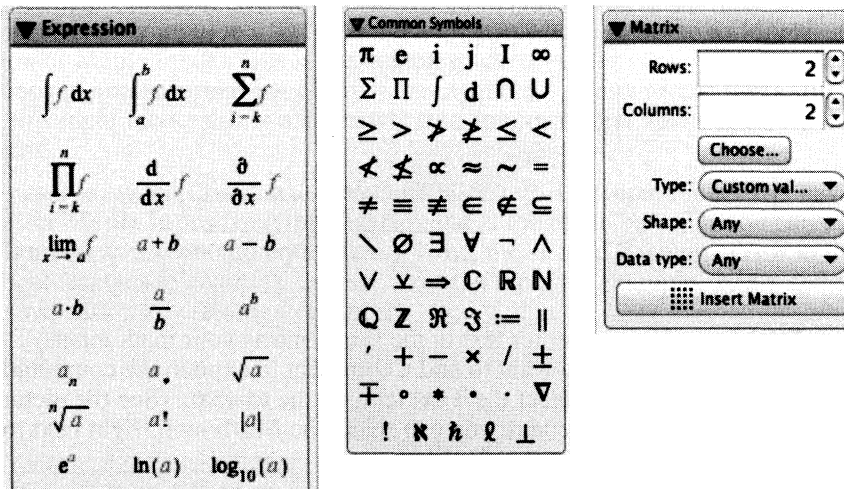 Expression
∫ f dx ∫_a^b f dx ∑_{i=k}^n f
∏_{i=k}^n f d/dx f ∂/∂x f
lim_{x→a} f a+b a−b
a·b a/b a^b
a_n a_* √a
ⁿ√a a! |a|
e^a ln(a) log₁₀(a)
Common Symbols
π e i j I ∞
Σ Π ∫ d ∩ ∪
≥ > ≯ ≱ ≤ <
≮ ≰ ∝ ≈ ∼ =
≠ ≡ ≢ ∈ ∉ ⊆
∖ ∅ ∃ ∀ ¬ ∧
∨ ⊻ ⇒ ℂ ℝ ℕ
ℚ ℤ ℜ ℑ := ∥
′ + − × / ±
∓ ∘ * • · ∇
! ℵ ℏ ℓ ⊥
Matrix
Rows: 2
Columns: 2
Choose...
Type: Custom val...
Shape: Any
Data type: Any
Insert Matrix